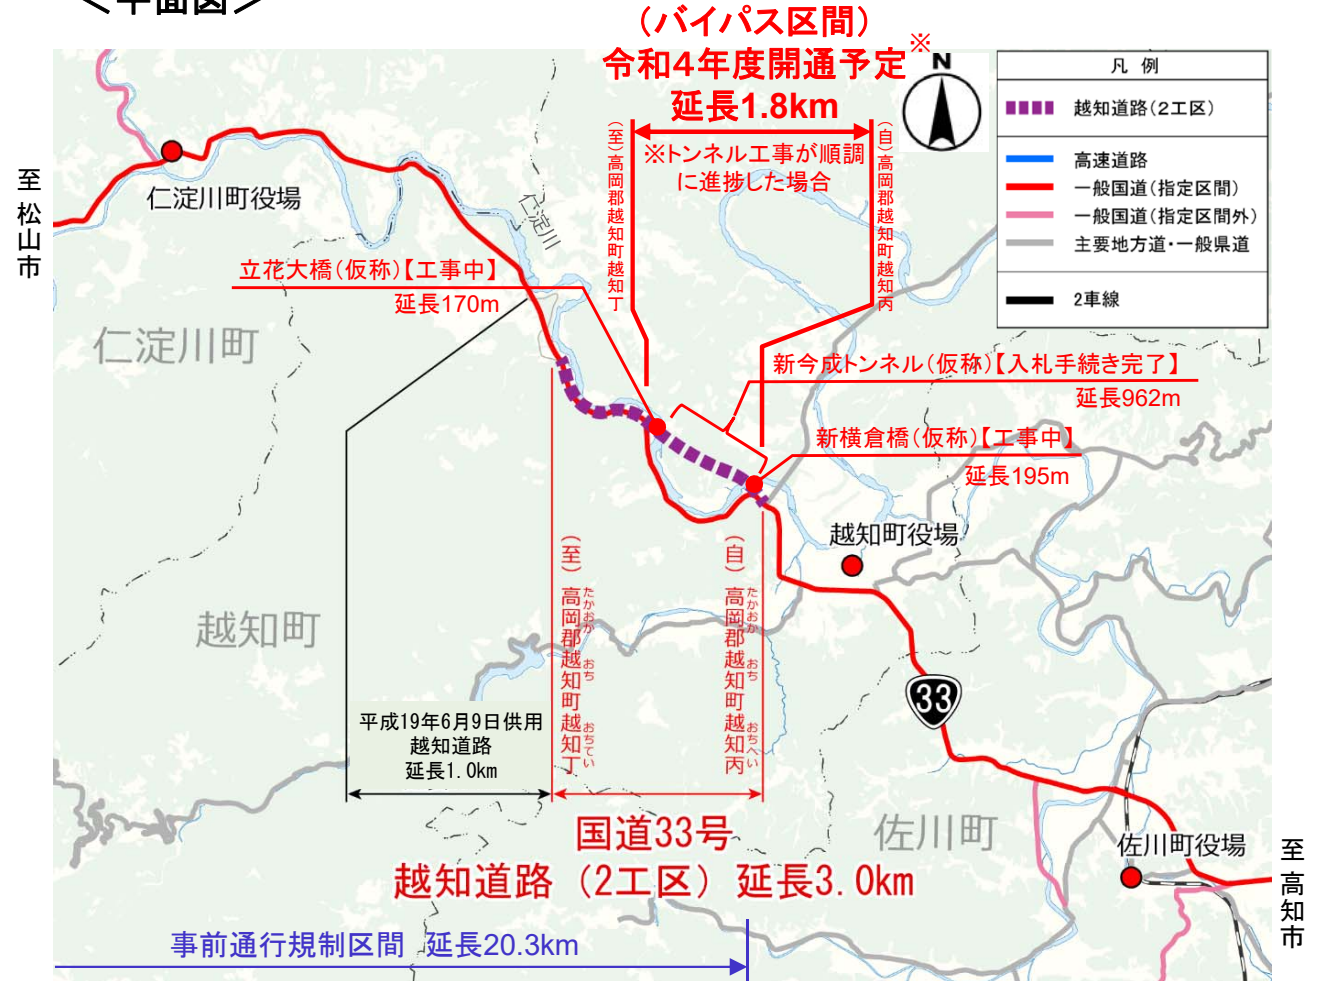 ＜平面図＞
（バイパス区間）
令和４年度開通予定※
延長1.8km
※トンネル工事が順調
に進捗した場合
（至）高岡郡越知町越知丁
（自）高岡郡越知町越知丙
N
凡 例
越知道路（２工区）
高速道路
一般国道（指定区間）
一般国道（指定区間外）
主要地方道・一般県道
2車線
至 松山市
仁淀川町役場
仁淀川
立花大橋（仮称）【工事中】
延長170m
仁淀川町
新今成トンネル（仮称）【入札手続き完了】
延長962m
新横倉橋（仮称）【工事中】
延長195m
越知町役場
越知町
（至）高岡郡越知町越知丁
たかおか おち おちてい
（自）高岡郡越知町越知丙
たかおか おち おちへい
33
平成19年6月9日供用
越知道路
延長1.0km
国道33号
越知道路（2工区）延長3.0km
佐川町
佐川町役場
至 高知市
事前通行規制区間 延長20.3km